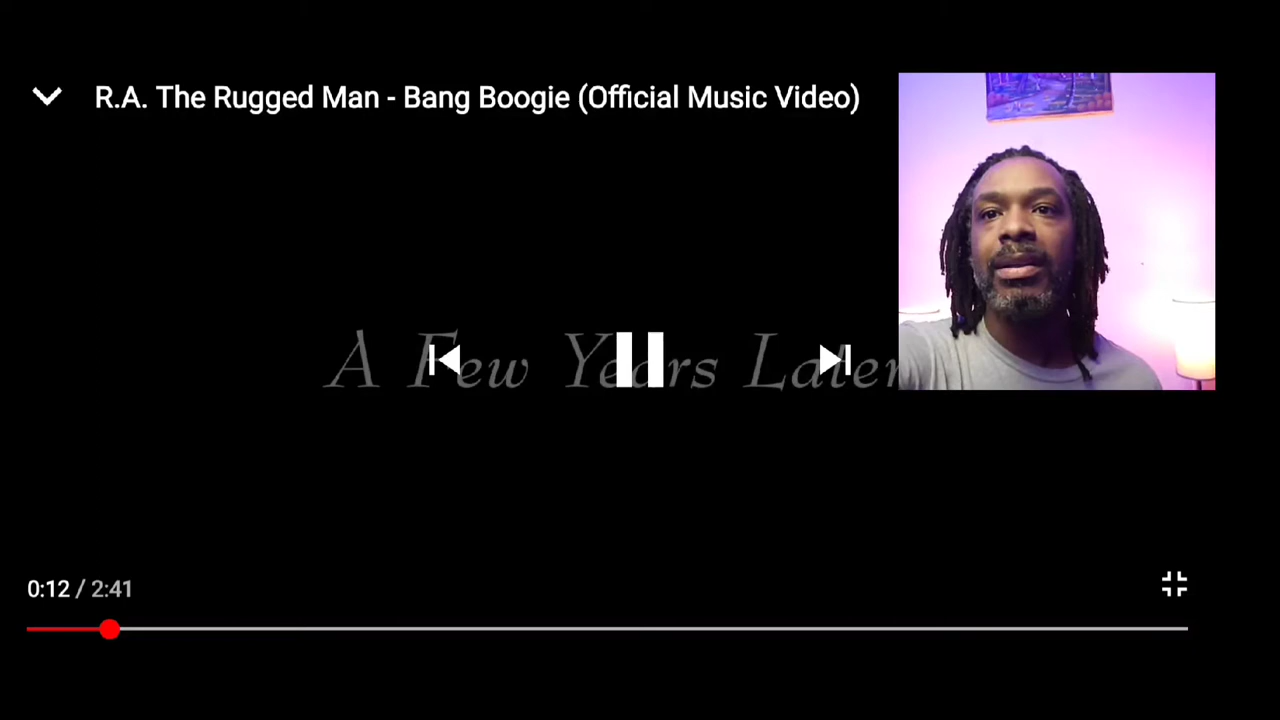 R.A. The Rugged Man - Bang Boogie (Official Music Video)
A Few Years Later
0:12 / 2:41